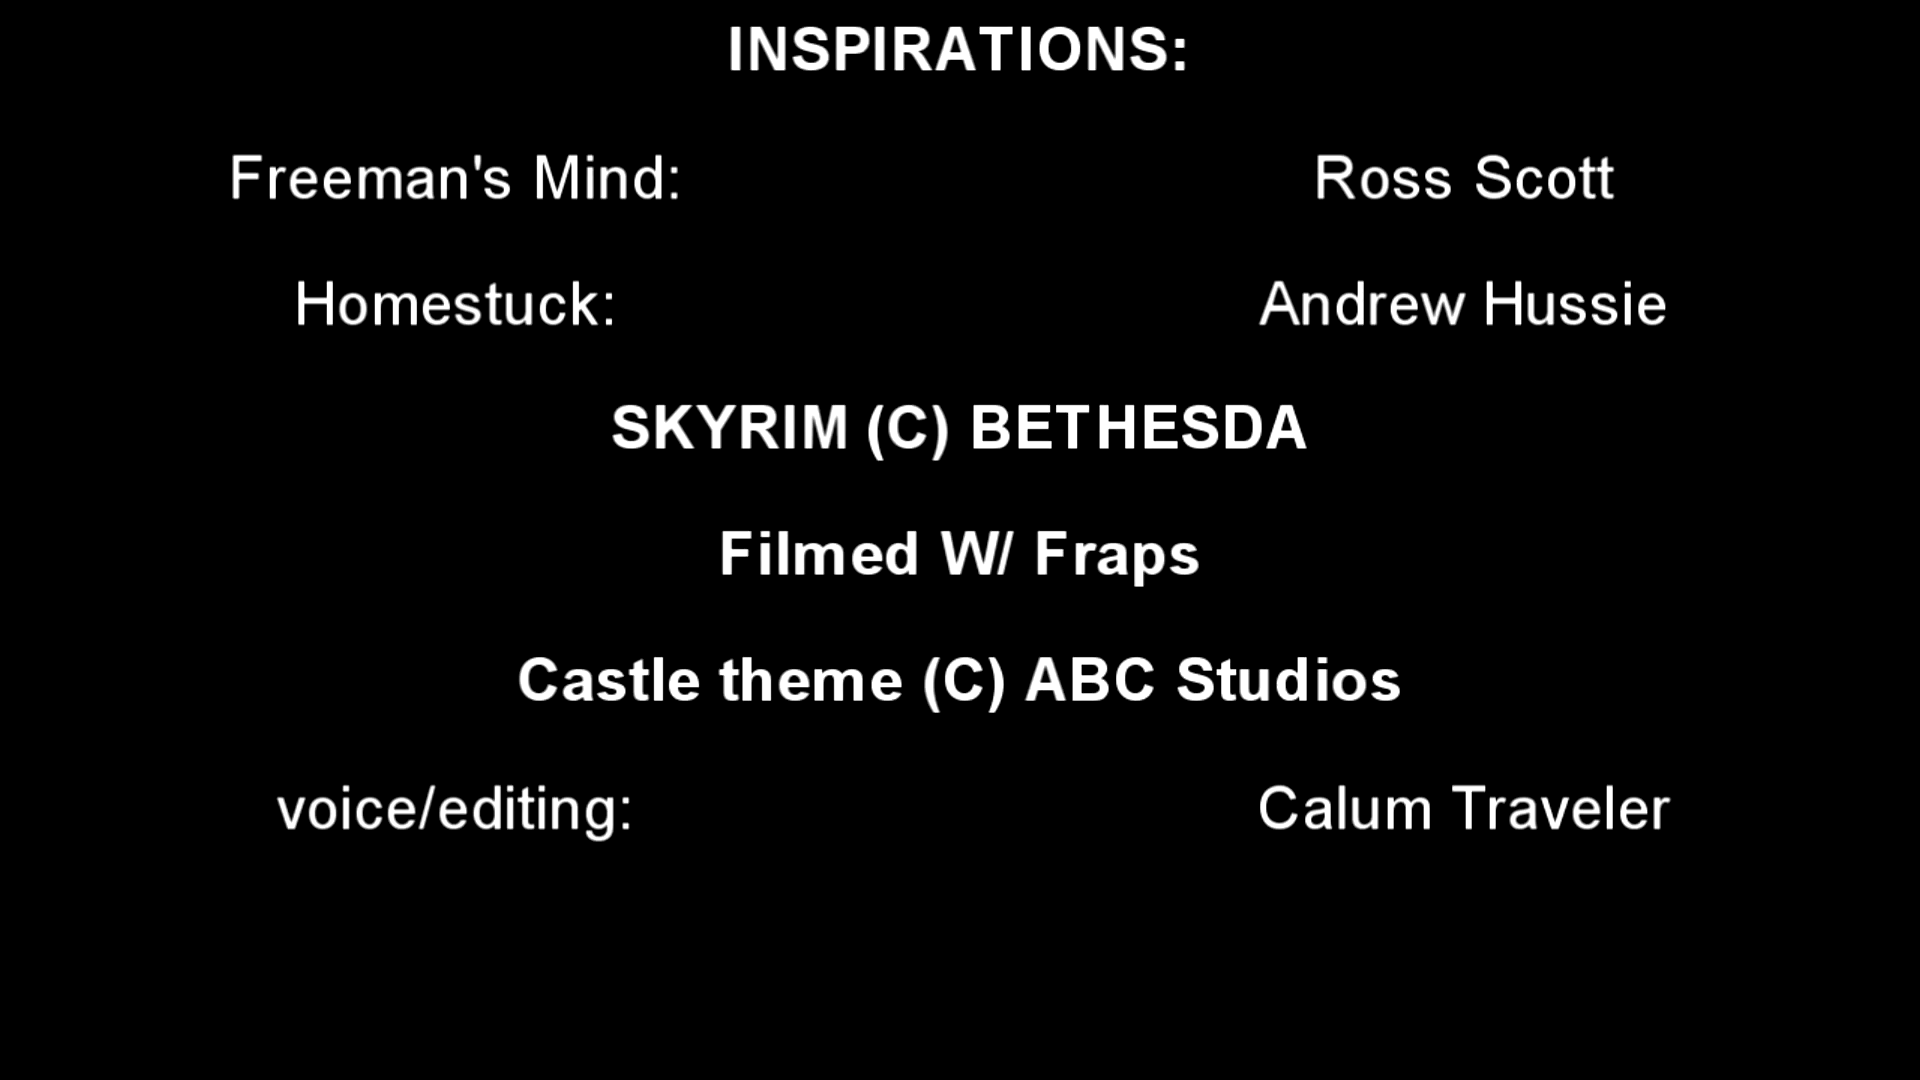 INSPIRATIONS:
Freeman's Mind: Ross Scott
Homestuck: Andrew Hussie
SKYRIM (C) BETHESDA
Filmed W/ Fraps
Castle theme (C) ABC Studios
voice/editing: Calum Traveler